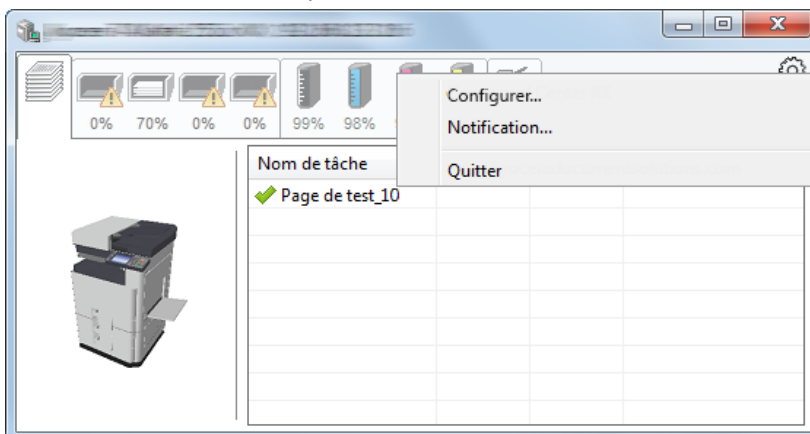 Configurer...
Notification...
Quitter
0% 70% 0% 0% 99% 98%
Nom de tâche
Page de test_10